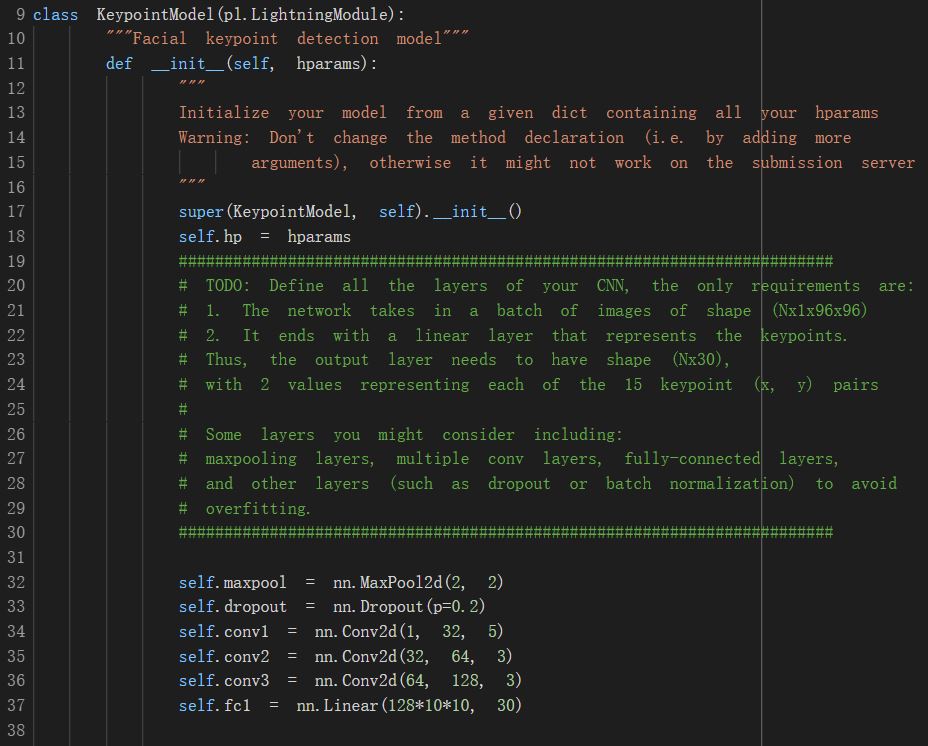 9 class KeypointModel(pl.LightningModule):
10 """Facial keypoint detection model"""
11 def __init__(self, hparams):
12 """
13 Initialize your model from a given dict containing all your hparams
14 Warning: Don't change the method declaration (i.e. by adding more
15 arguments), otherwise it might not work on the submission server
16 """
17 super(KeypointModel, self).__init__()
18 self.hp = hparams
19 ########################################################################
20 # TODO: Define all the layers of your CNN, the only requirements are:
21 # 1. The network takes in a batch of images of shape (Nx1x96x96)
22 # 2. It ends with a linear layer that represents the keypoints.
23 # Thus, the output layer needs to have shape (Nx30),
24 # with 2 values representing each of the 15 keypoint (x, y) pairs
25 #
26 # Some layers you might consider including:
27 # maxpooling layers, multiple conv layers, fully-connected layers,
28 # and other layers (such as dropout or batch normalization) to avoid
29 # overfitting.
30 ########################################################################
31
32 self.maxpool = nn.MaxPool2d(2, 2)
33 self.dropout = nn.Dropout(p=0.2)
34 self.conv1 = nn.Conv2d(1, 32, 5)
35 self.conv2 = nn.Conv2d(32, 64, 3)
36 self.conv3 = nn.Conv2d(64, 128, 3)
37 self.fc1 = nn.Linear(128*10*10, 30)
38